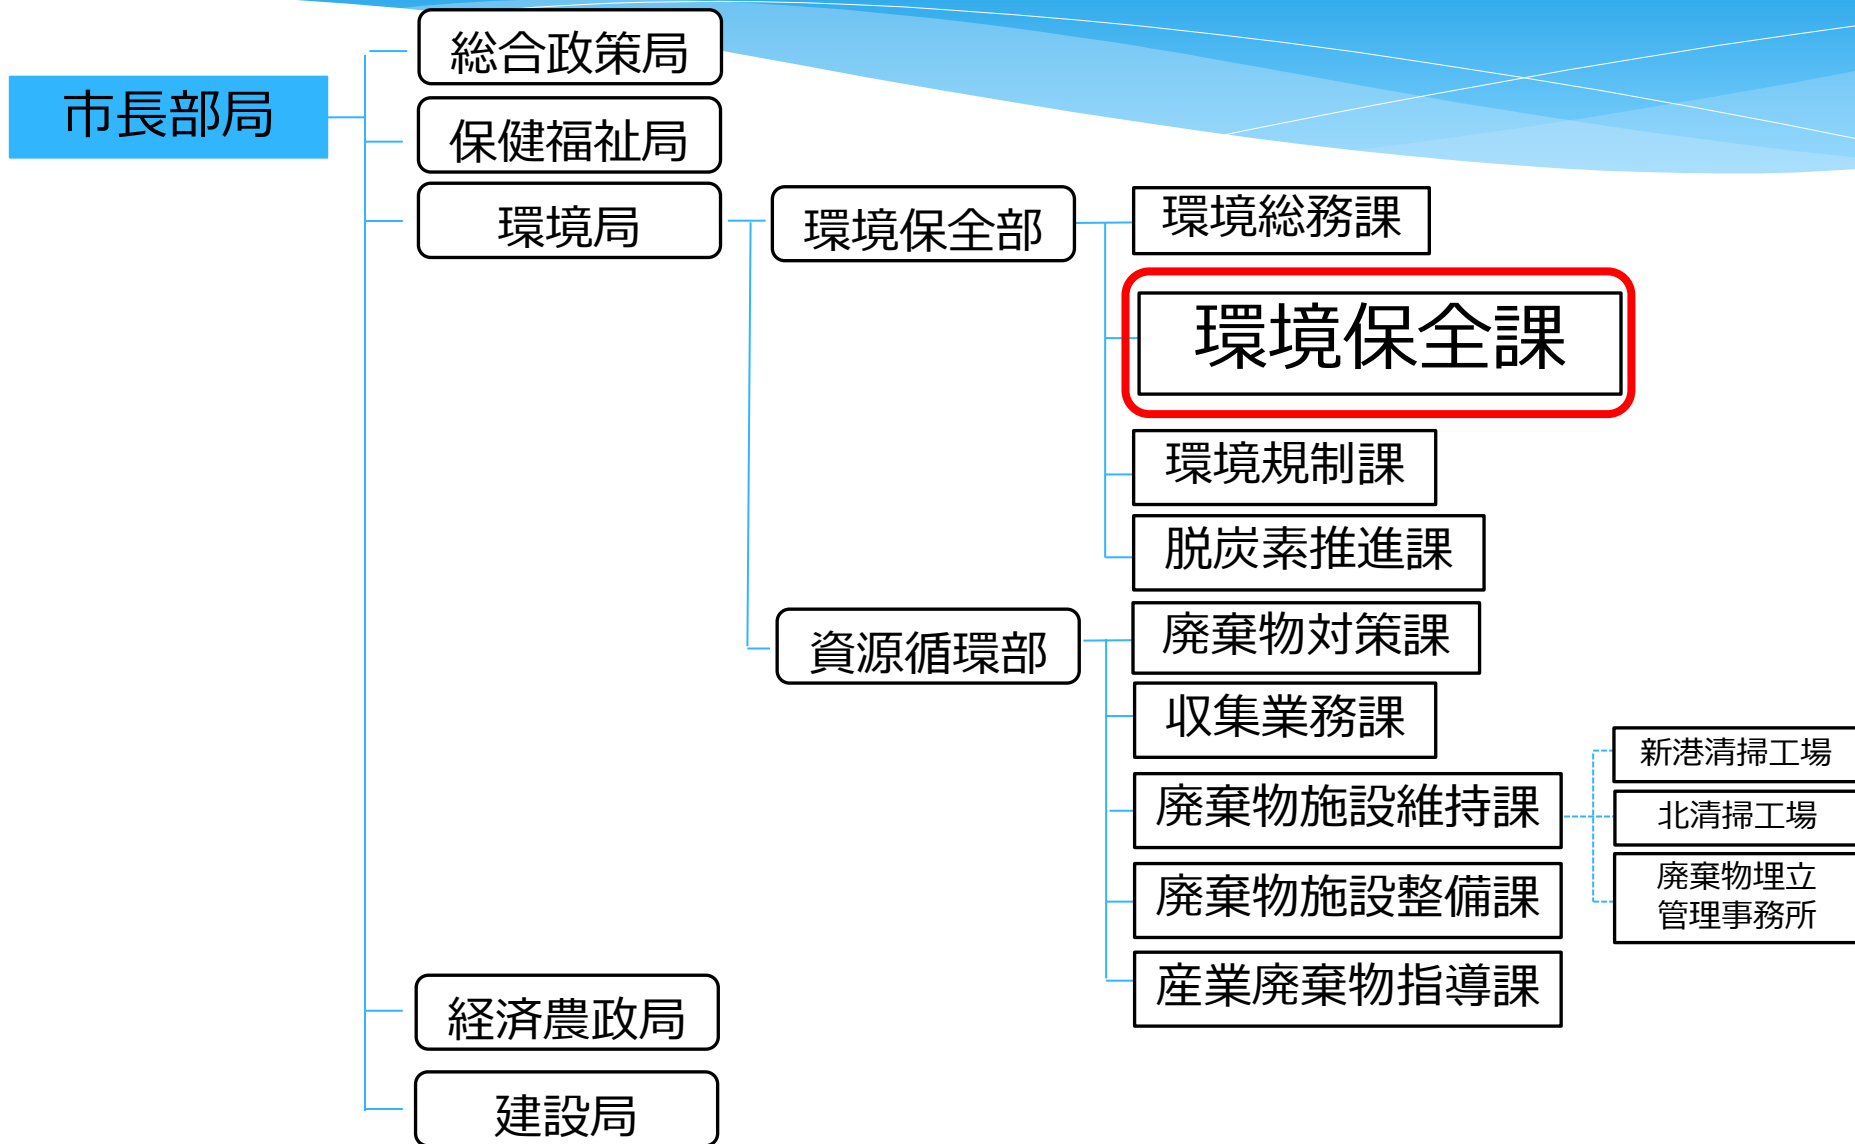 市長部局
総合政策局
保健福祉局
環境局
環境保全部
環境総務課
環境保全課
環境規制課
脱炭素推進課
資源循環部
廃棄物対策課
収集業務課
廃棄物施設維持課
新港清掃工場
北清掃工場
廃棄物埋立
管理事務所
廃棄物施設整備課
産業廃棄物指導課
経済農政局
建設局